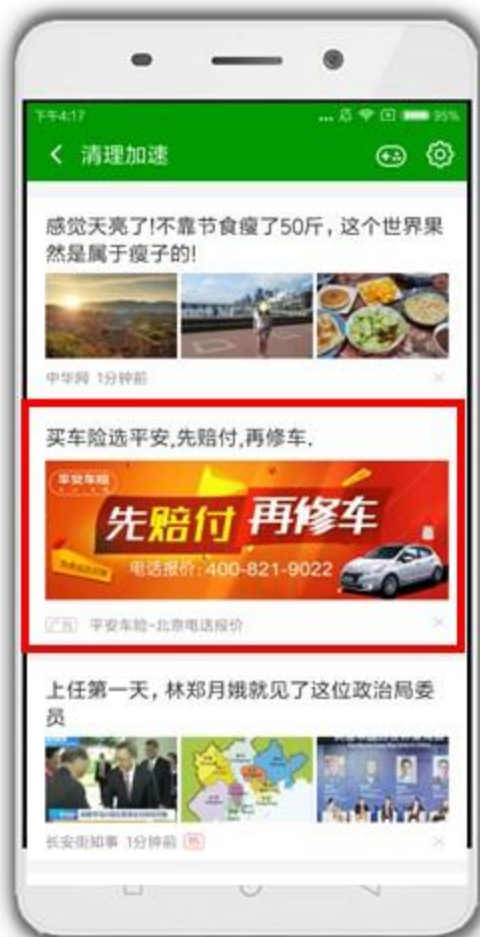 下午4:17
... 95%
清理加速
感觉天亮了!不靠节食瘦了50斤，这个世界果
然是属于瘦子的!
中华网 1分钟前
买车险选平安,先赔付,再修车.
平安车险
先赔付 再修车
电话报价:400-821-9022
广告 平安车险-北京电话报价
上任第一天，林郑月娥就见了这位政治局委
员
长安街知事 1分钟前 热